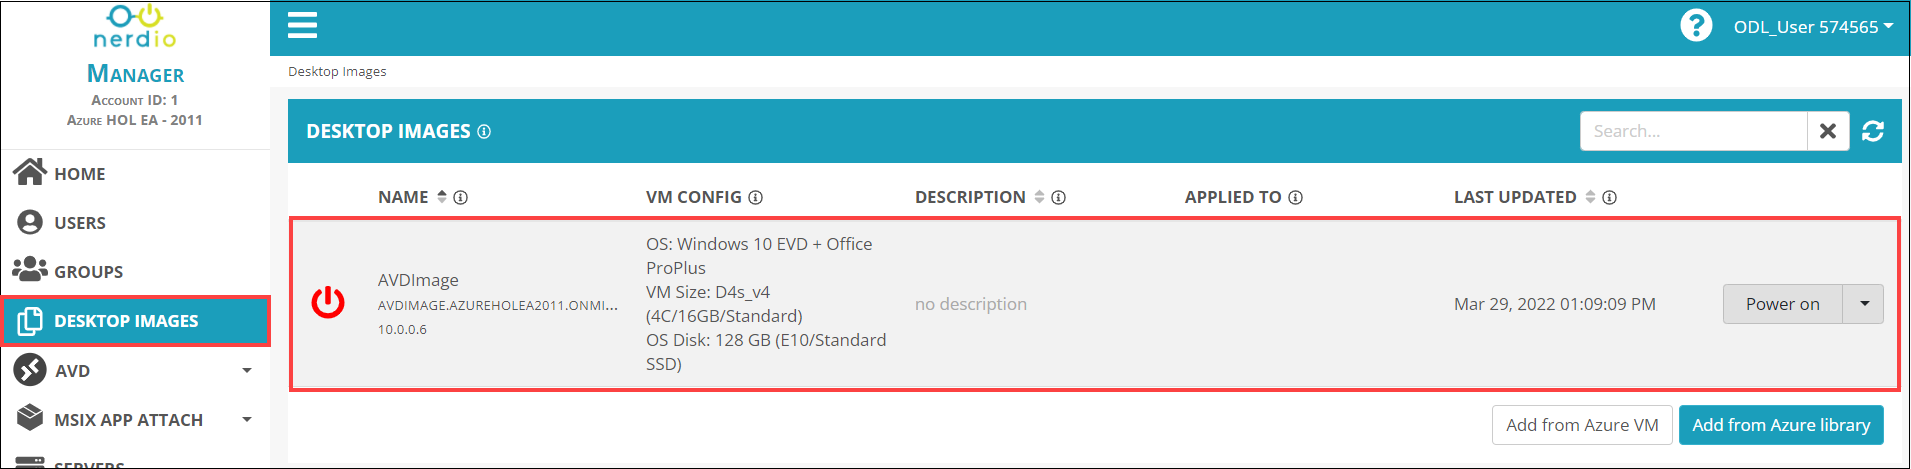 nerdio
MANAGER
ACCOUNT ID: 1
AZURE HOL EA - 2011
HOME
USERS
GROUPS
DESKTOP IMAGES
AVD
MSIX APP ATTACH
SERVERS
ODL_User 574565
Desktop Images
DESKTOP IMAGES
Search...
NAME VM CONFIG DESCRIPTION APPLIED TO LAST UPDATED
AVDImage
AVDIMAGE.AZUREHOLEA2011.ONMI...
10.0.0.6
OS: Windows 10 EVD + Office
ProPlus
VM Size: D4s_v4
(4C/16GB/Standard)
OS Disk: 128 GB (E10/Standard
SSD)
no description
Mar 29, 2022 01:09:09 PM
Power on
Add from Azure VM
Add from Azure library